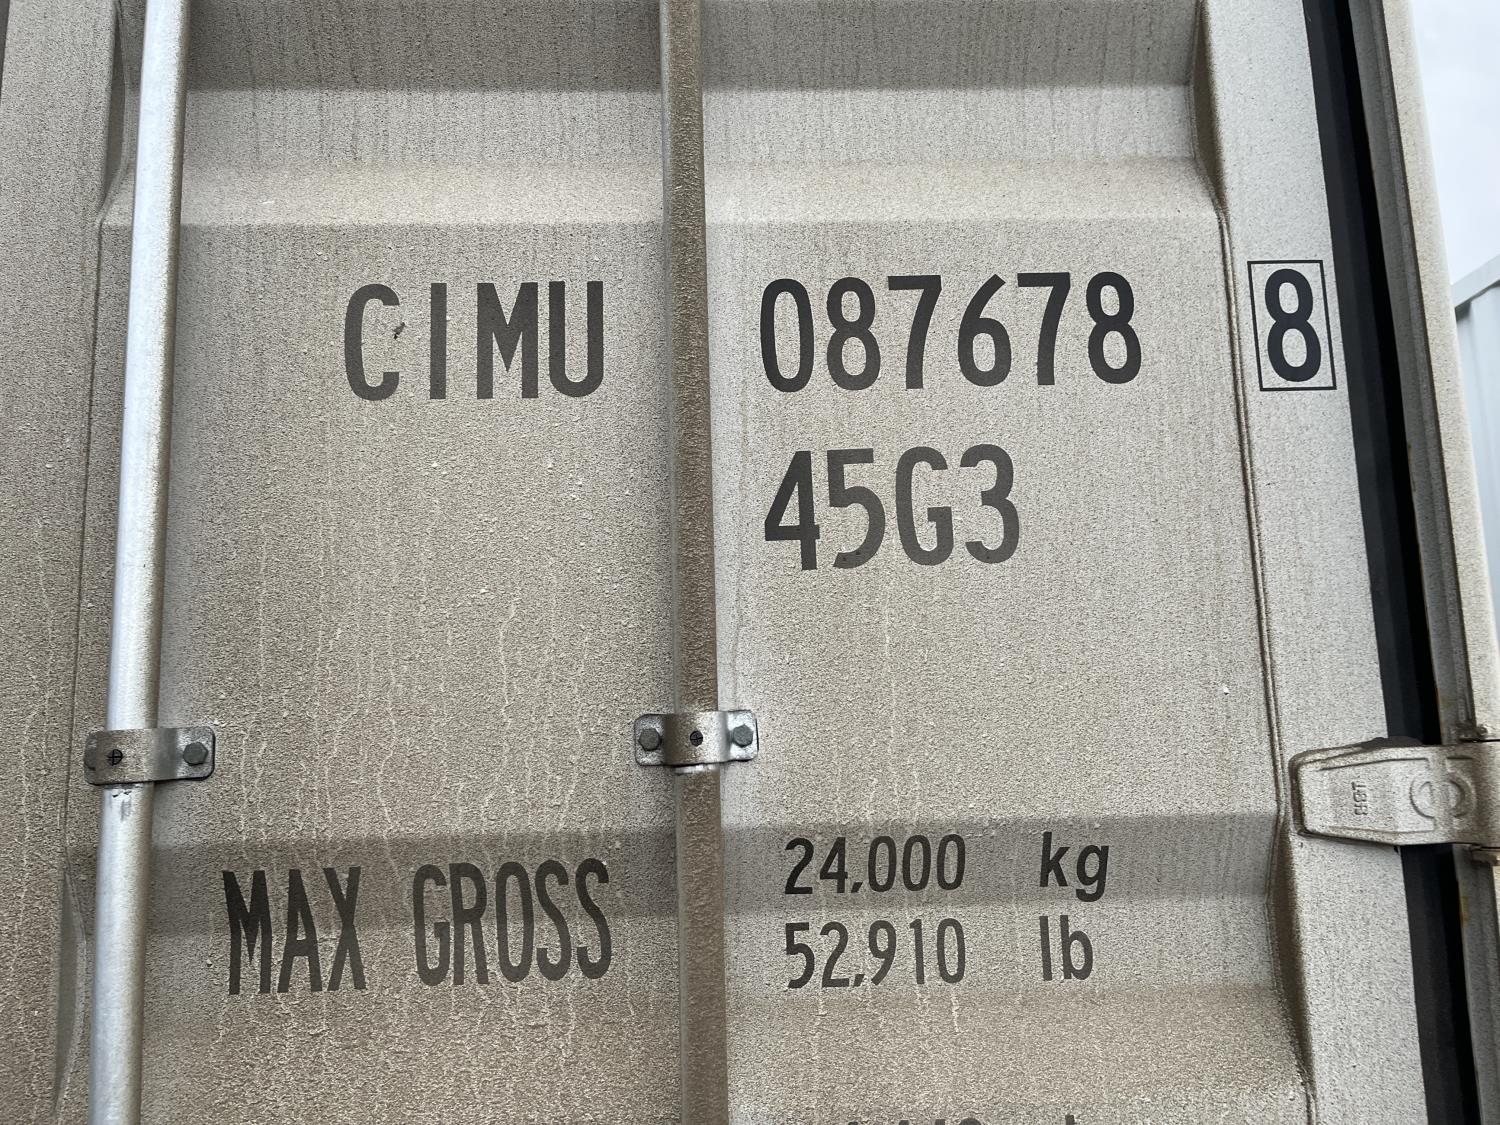 CIMU 087678 8
45G3
MAX GROSS 24,000 kg
52,910 lb